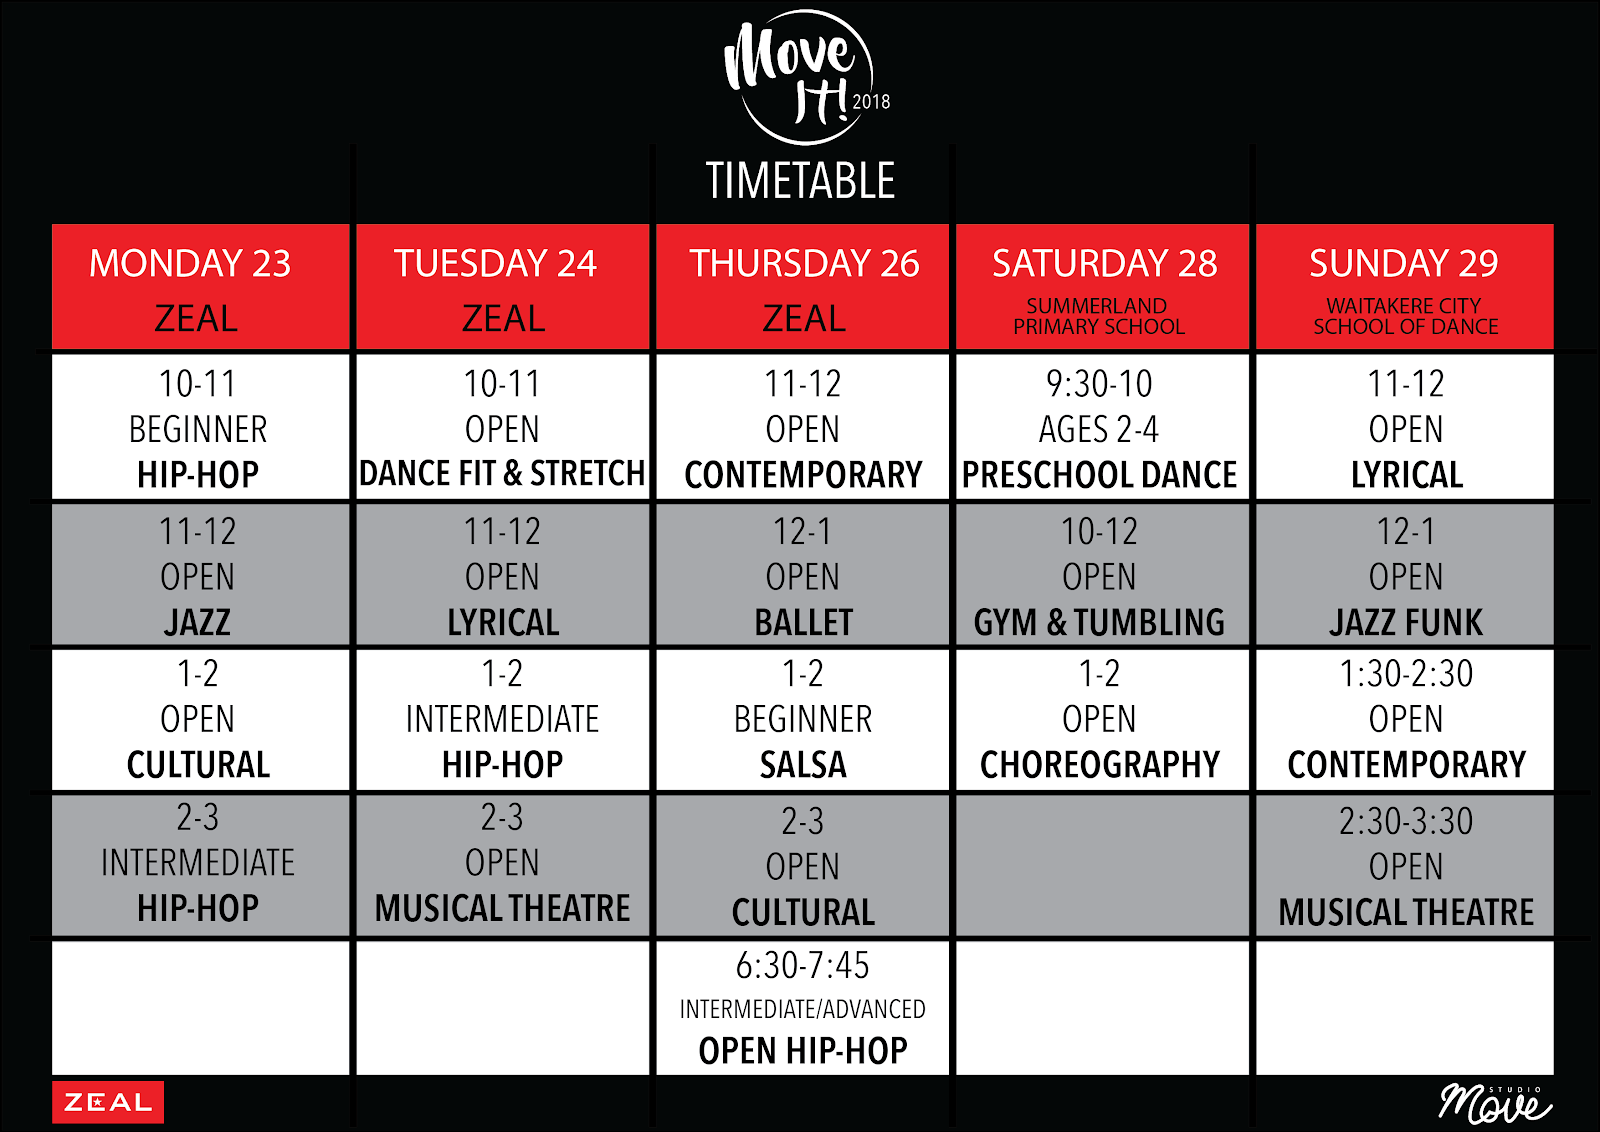 Move
It! 2018
TIMETABLE
MONDAY 23
ZEAL
TUESDAY 24
ZEAL
THURSDAY 26
ZEAL
SATURDAY 28
SUMMERLAND
PRIMARY SCHOOL
SUNDAY 29
WAITAKERE CITY
SCHOOL OF DANCE
10-11
BEGINNER
HIP-HOP
10-11
OPEN
DANCE FIT & STRETCH
11-12
OPEN
CONTEMPORARY
9:30-10
AGES 2-4
PRESCHOOL DANCE
11-12
OPEN
LYRICAL
11-12
OPEN
JAZZ
11-12
OPEN
LYRICAL
12-1
OPEN
BALLET
10-12
OPEN
GYM & TUMBLING
12-1
OPEN
JAZZ FUNK
1-2
OPEN
CULTURAL
1-2
INTERMEDIATE
HIP-HOP
1-2
BEGINNER
SALSA
1-2
OPEN
CHOREOGRAPHY
1:30-2:30
OPEN
CONTEMPORARY
2-3
INTERMEDIATE
HIP-HOP
2-3
OPEN
MUSICAL THEATRE
2-3
OPEN
CULTURAL
2:30-3:30
OPEN
MUSICAL THEATRE
6:30-7:45
INTERMEDIATE/ADVANCED
OPEN HIP-HOP
ZEAL
STUDIO
Move